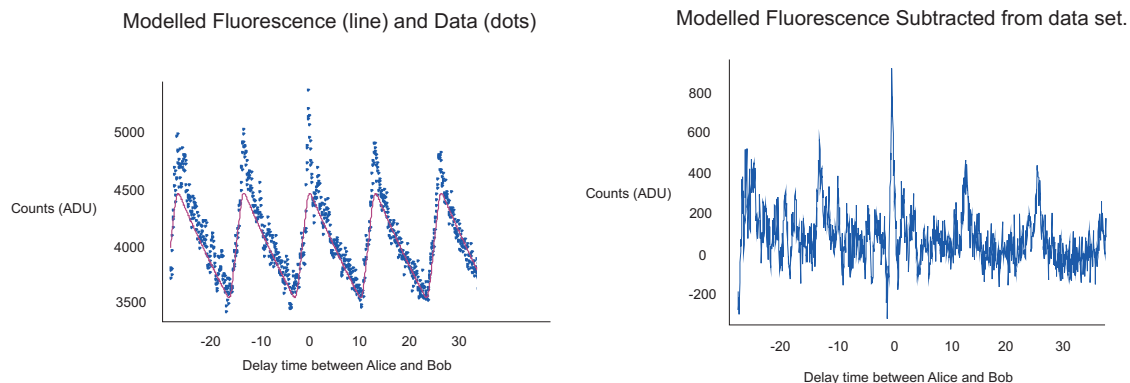 Modelled Fluorescence (line) and Data (dots)
5000
4500
Counts (ADU)
4000
3500
-20 -10 0 10 20 30
Delay time between Alice and Bob
Modelled Fluorescence Subtracted from data set.
800
600
400
Counts (ADU)
200
0
-200
-20 -10 0 10 20 30
Delay time between Alice and Bob